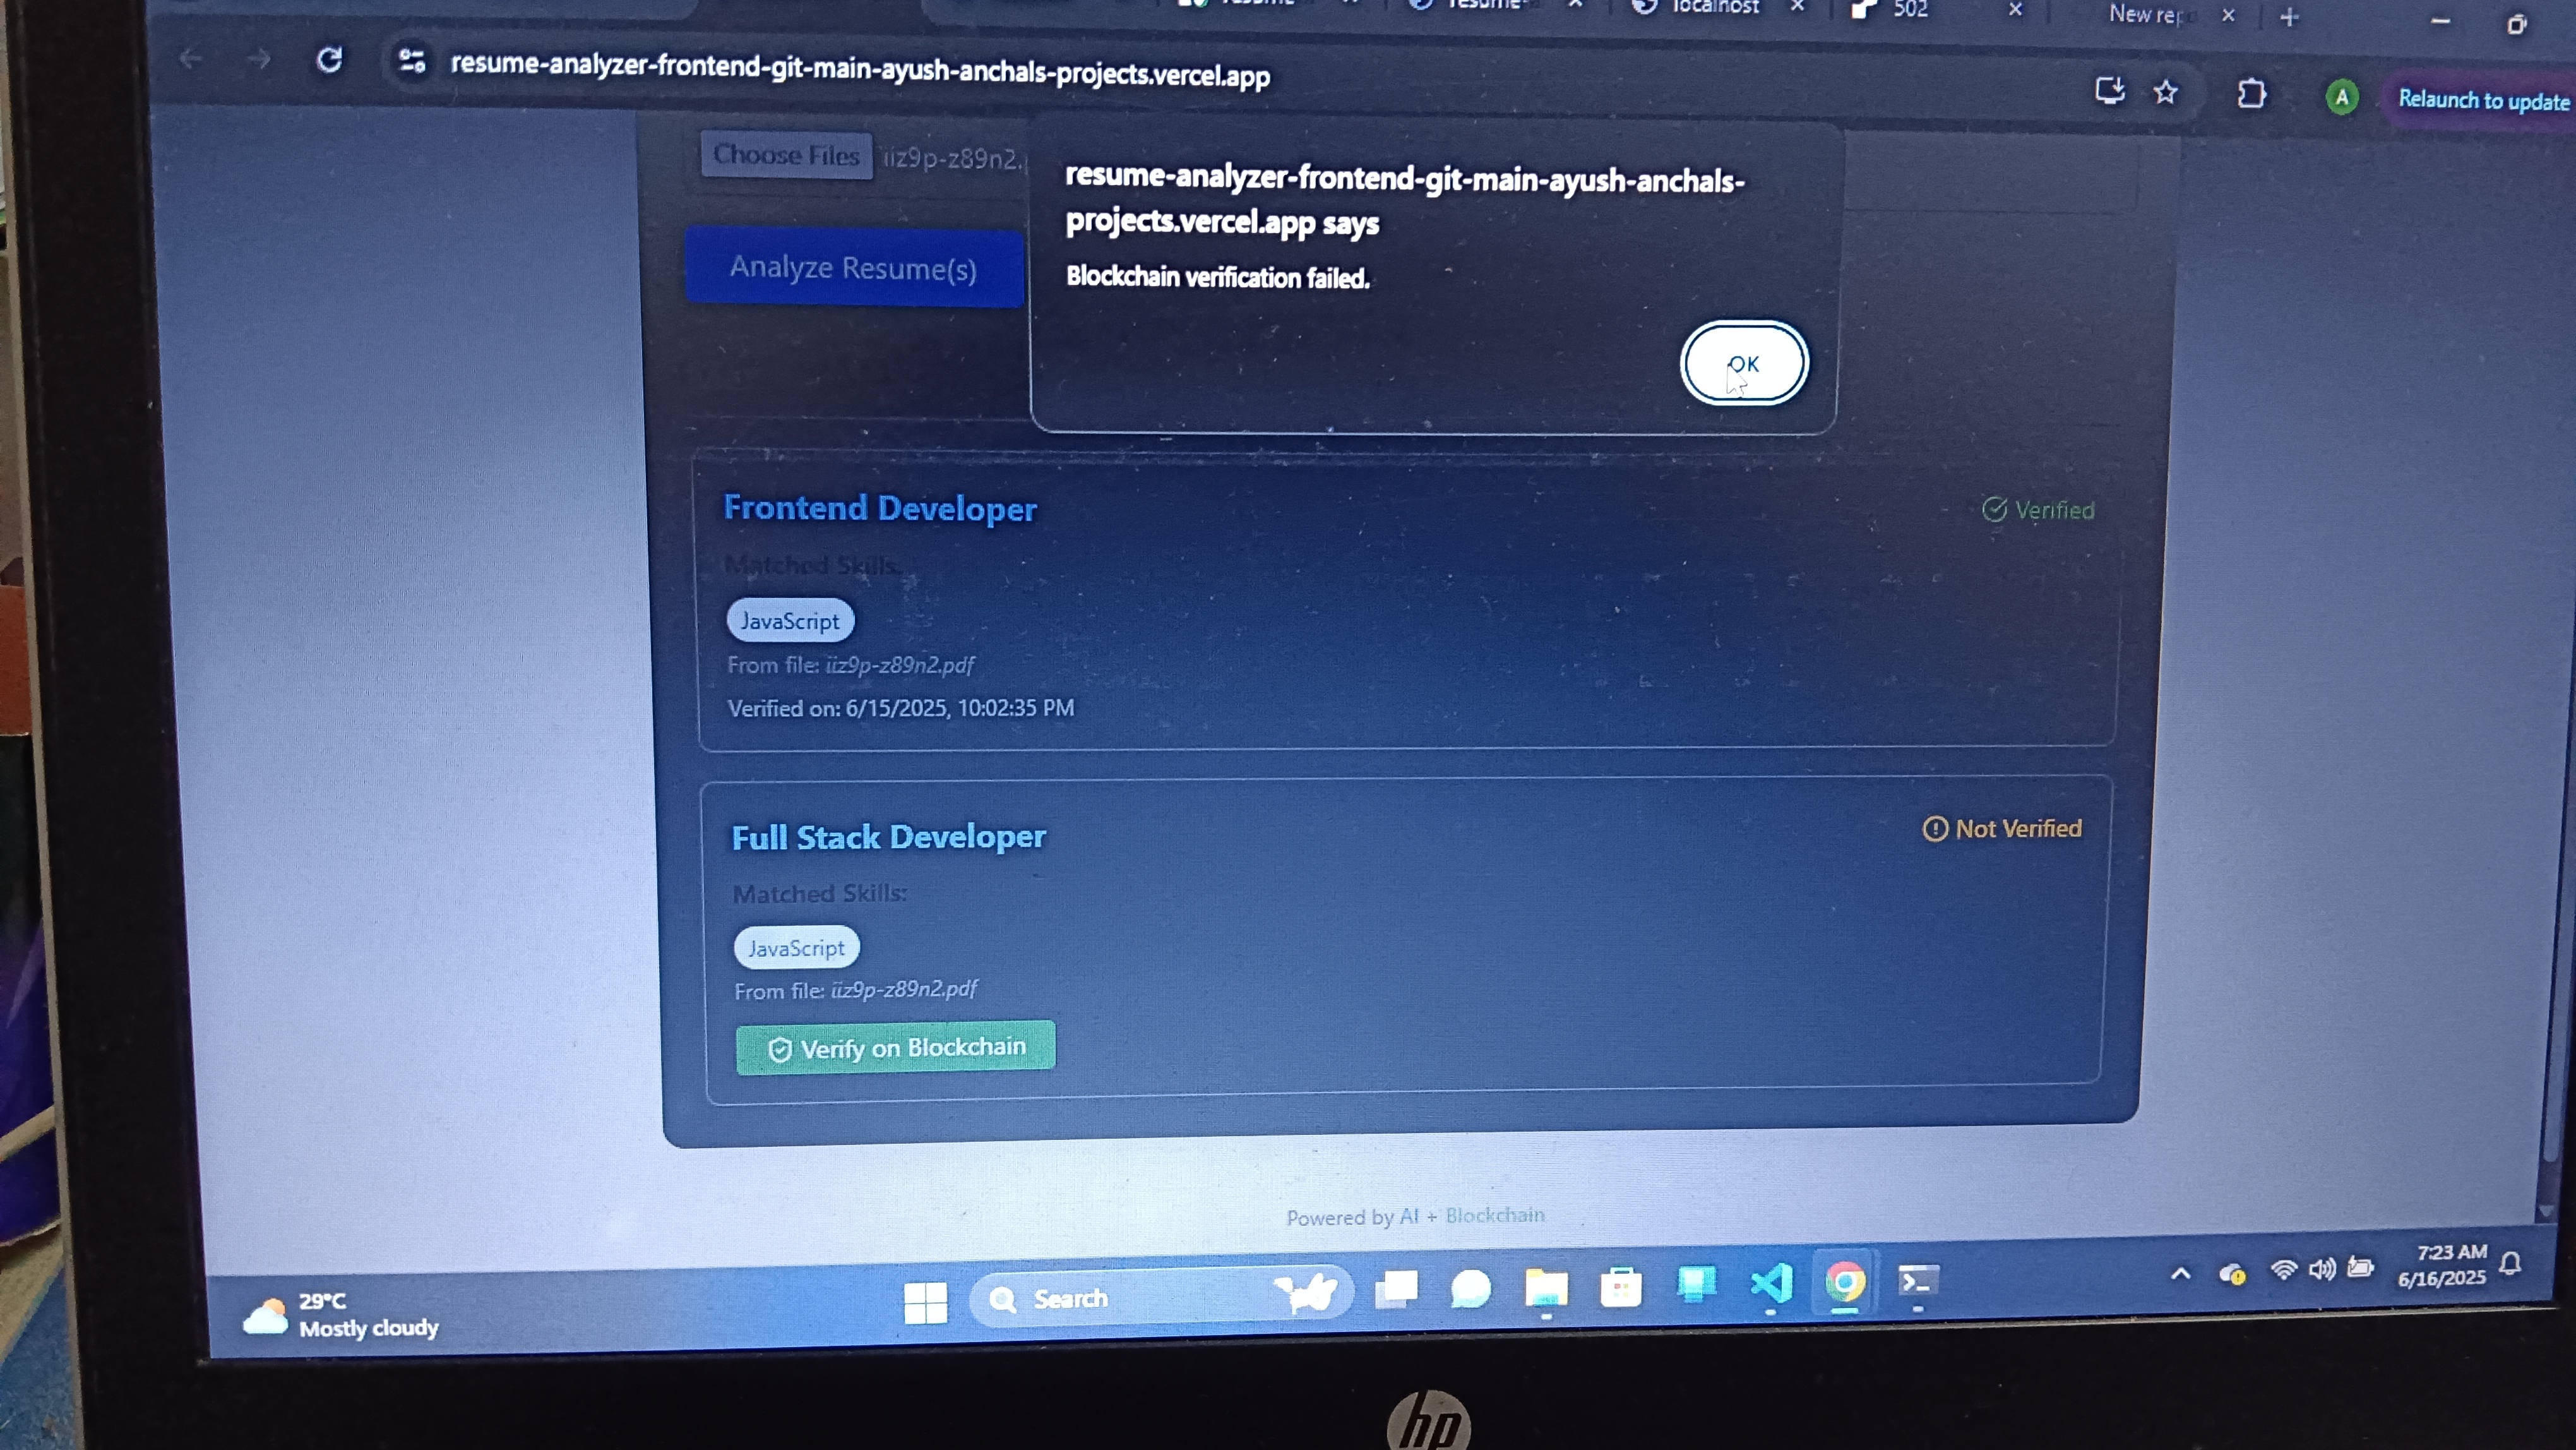 localhost
502
New rep
resume-analyzer-frontend-git-main-ayush-anchals-projects.vercel.app
A
Relaunch to update
Choose Files iiz9p-z89n2.
resume-analyzer-frontend-git-main-ayush-anchals-
projects.vercel.app says
Blockchain verification failed.
OK
Analyze Resume(s)
Frontend Developer
Verified
Matched Skills:
JavaScript
From file: iiz9p-z89n2.pdf
Verified on: 6/15/2025, 10:02:35 PM
Full Stack Developer
Not Verified
Matched Skills:
JavaScript
From file: iiz9p-z89n2.pdf
Verify on Blockchain
Powered by AI + Blockchain
29°C
Mostly cloudy
Search
7:23 AM
6/16/2025
hp